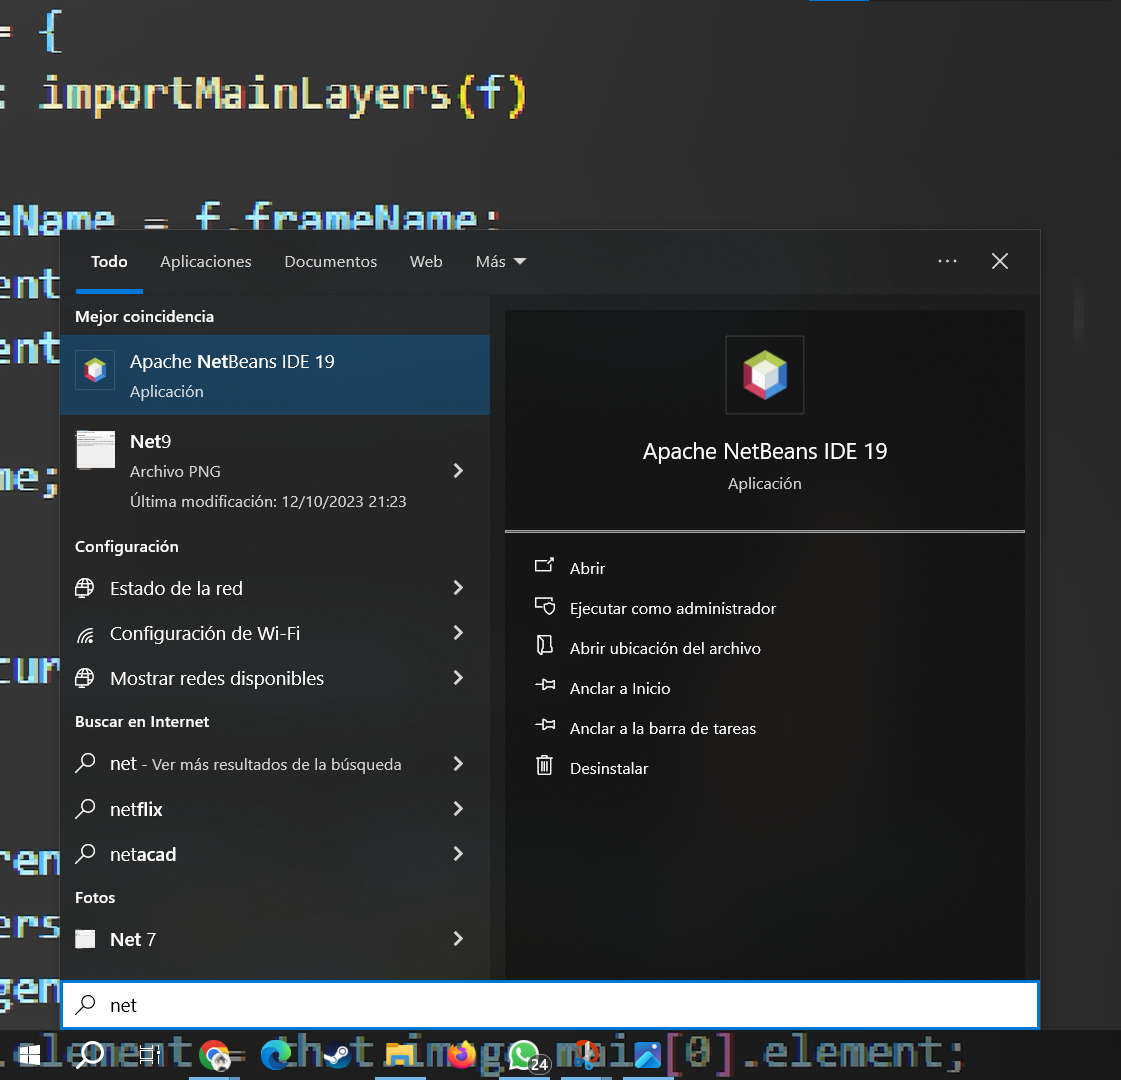 = {
: importMainLayers(f)
eName = f.frameName;
Todo Aplicaciones Documentos Web Más
ent
Mejor coincidencia
ent
Apache NetBeans IDE 19
Aplicación
Apache NetBeans IDE 19
Aplicación
me;
Net9
Archivo PNG
Última modificación: 12/10/2023 21:23
Configuración
Estado de la red
Configuración de Wi-Fi
Mostrar redes disponibles
cur
Buscar en Internet
net - Ver más resultados de la búsqueda
netflix
netacad
ren
Fotos
ers
Net 7
gen
Abrir
Ejecutar como administrador
Abrir ubicación del archivo
Anclar a Inicio
Anclar a la barra de tareas
Desinstalar
net
.element = that.image.mai[0].element;
24